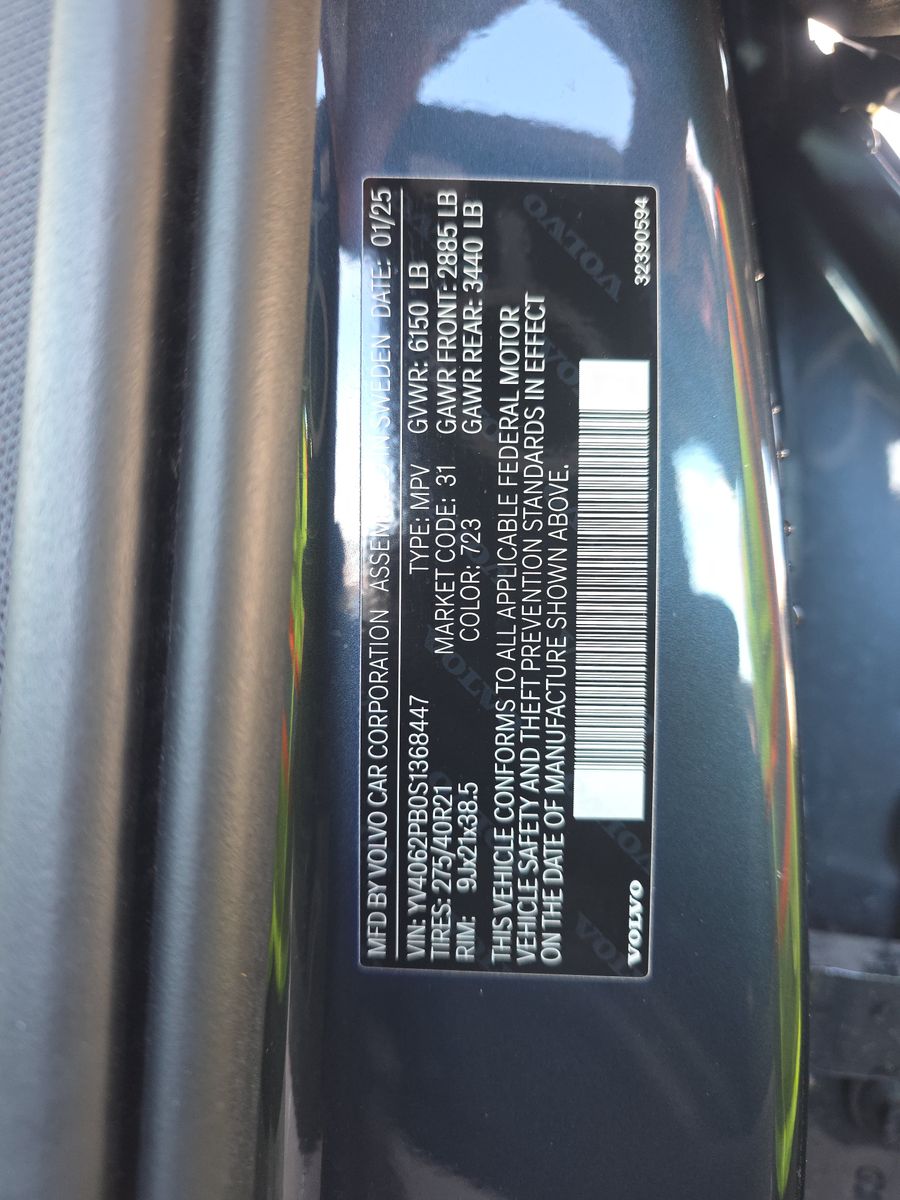 MFD BY VOLVO CAR CORPORATION ASSEMBLED IN SWEDEN DATE: 01/25
VIN: YV4062PB0S1368447 TYPE: MPV GVWR: 6150 LB
TIRES: 275/40R21 MARKET CODE: 31 GAWR FRONT: 2885 LB
RIM: 9Jx21x38.5 COLOR: 723 GAWR REAR: 3440 LB
THIS VEHICLE CONFORMS TO ALL APPLICABLE FEDERAL MOTOR
VEHICLE SAFETY AND THEFT PREVENTION STANDARDS IN EFFECT
ON THE DATE OF MANUFACTURE SHOWN ABOVE.
VOLVO 32390594